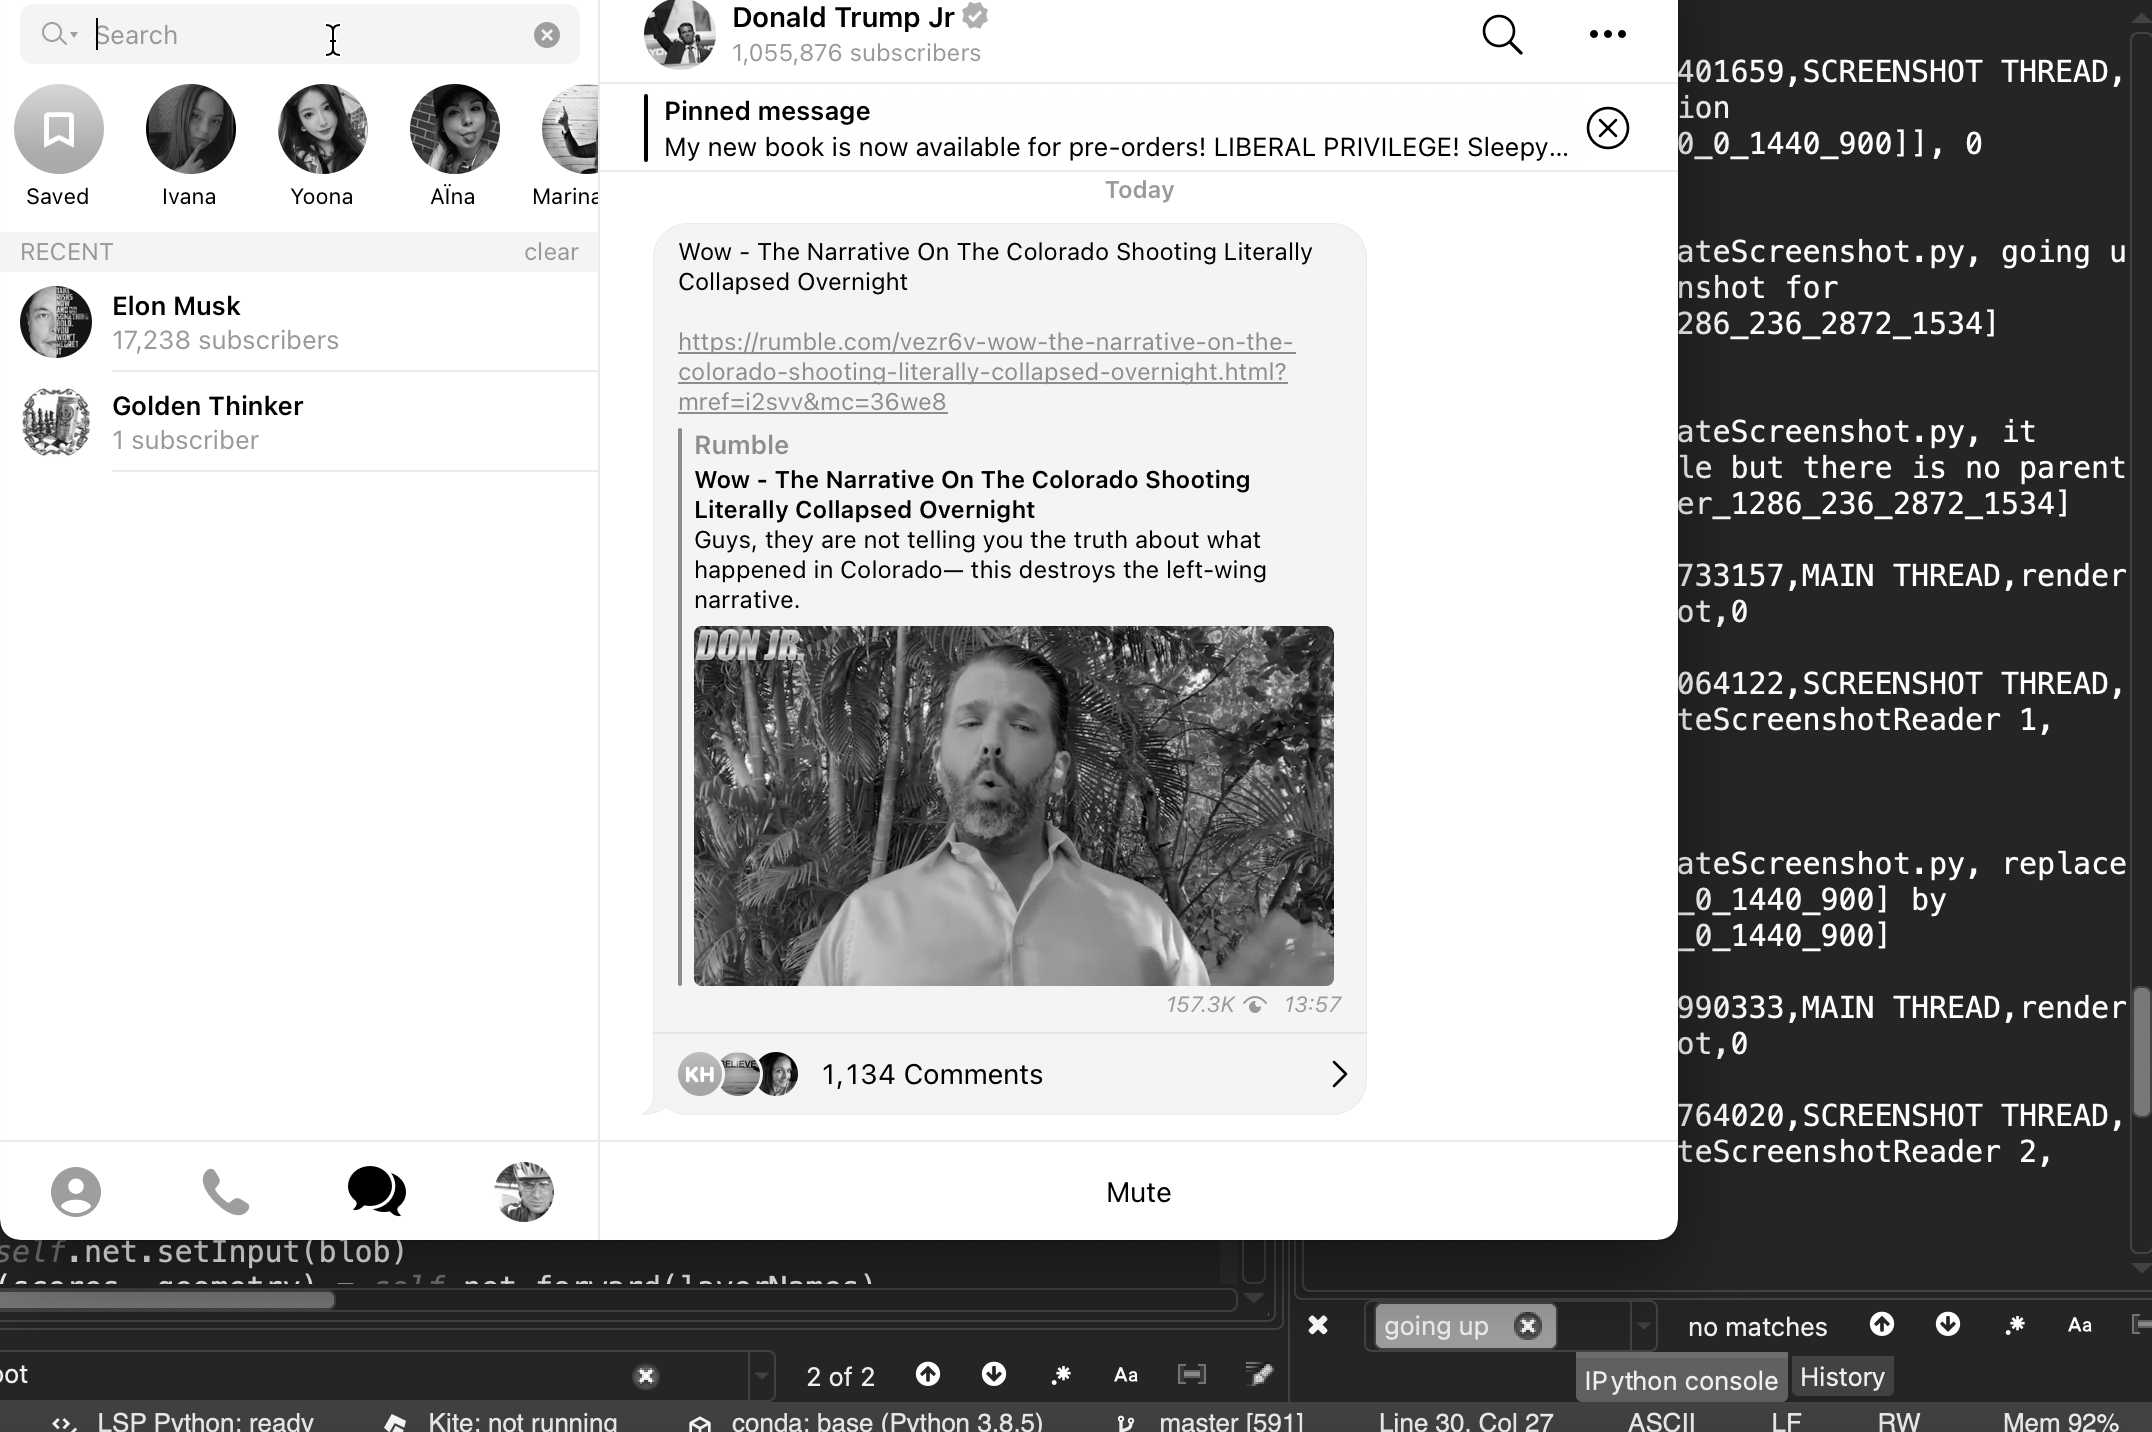 Search
Saved
Ivana
Yoona
AÏna
Marina
RECENT
clear
Elon Musk
17,238 subscribers
Golden Thinker
1 subscriber
Donald Trump Jr
1,055,876 subscribers
Pinned message
My new book is now available for pre-orders! LIBERAL PRIVILEGE! Sleepy...
Today
Wow - The Narrative On The Colorado Shooting Literally
Collapsed Overnight
https://rumble.com/vezr6v-wow-the-narrative-on-the-
colorado-shooting-literally-collapsed-overnight.html?
mref=i2svv&mc=36we8
Rumble
Wow - The Narrative On The Colorado Shooting
Literally Collapsed Overnight
Guys, they are not telling you the truth about what
happened in Colorado— this destroys the left-wing
narrative.
DON JR.
157.3K 13:57
KH
BELIEVE
1,134 Comments
Mute
401659,SCREENSHOT THREAD,
ion
0_0_1440_900]], 0
ateScreenshot.py, going u
nshot for
286_236_2872_1534]
ateScreenshot.py, it
le but there is no parent
er_1286_236_2872_1534]
733157,MAIN THREAD,render
ot,0
064122,SCREENSHOT THREAD,
teScreenshotReader 1,
ateScreenshot.py, replace
_0_1440_900] by
_0_1440_900]
990333,MAIN THREAD,render
ot,0
764020,SCREENSHOT THREAD,
teScreenshotReader 2,
self.net.setInput(blob)
(scores, geometry) = self.net.forward(layerNames)
going up
no matches
.*
Aa
oot
2 of 2
.*
Aa
IPython console
History
LSP Python: ready
Kite: not running
conda: base (Python 3.8.5)
master [591]
Line 30, Col 27
ASCII
LF
RW
Mem 92%